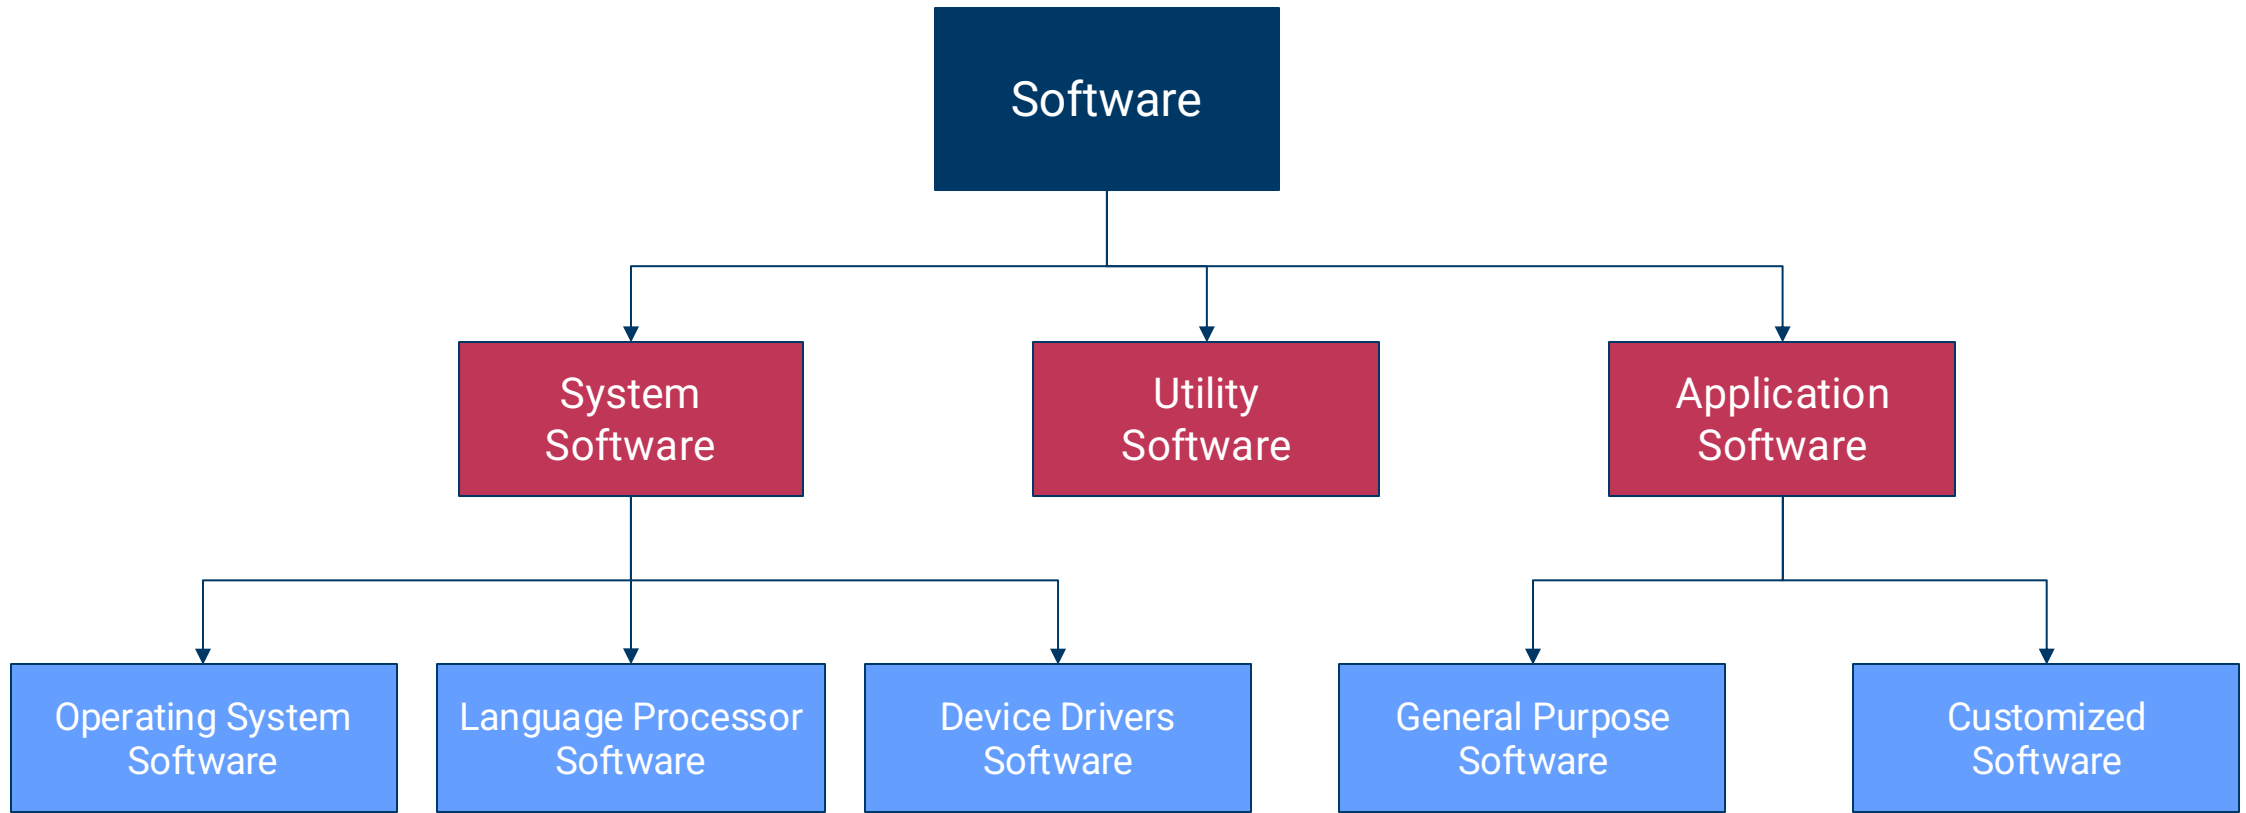 Software
System
Software
Utility
Software
Application
Software
Operating System
Software
Language Processor
Software
Device Drivers
Software
General Purpose
Software
Customized
Software